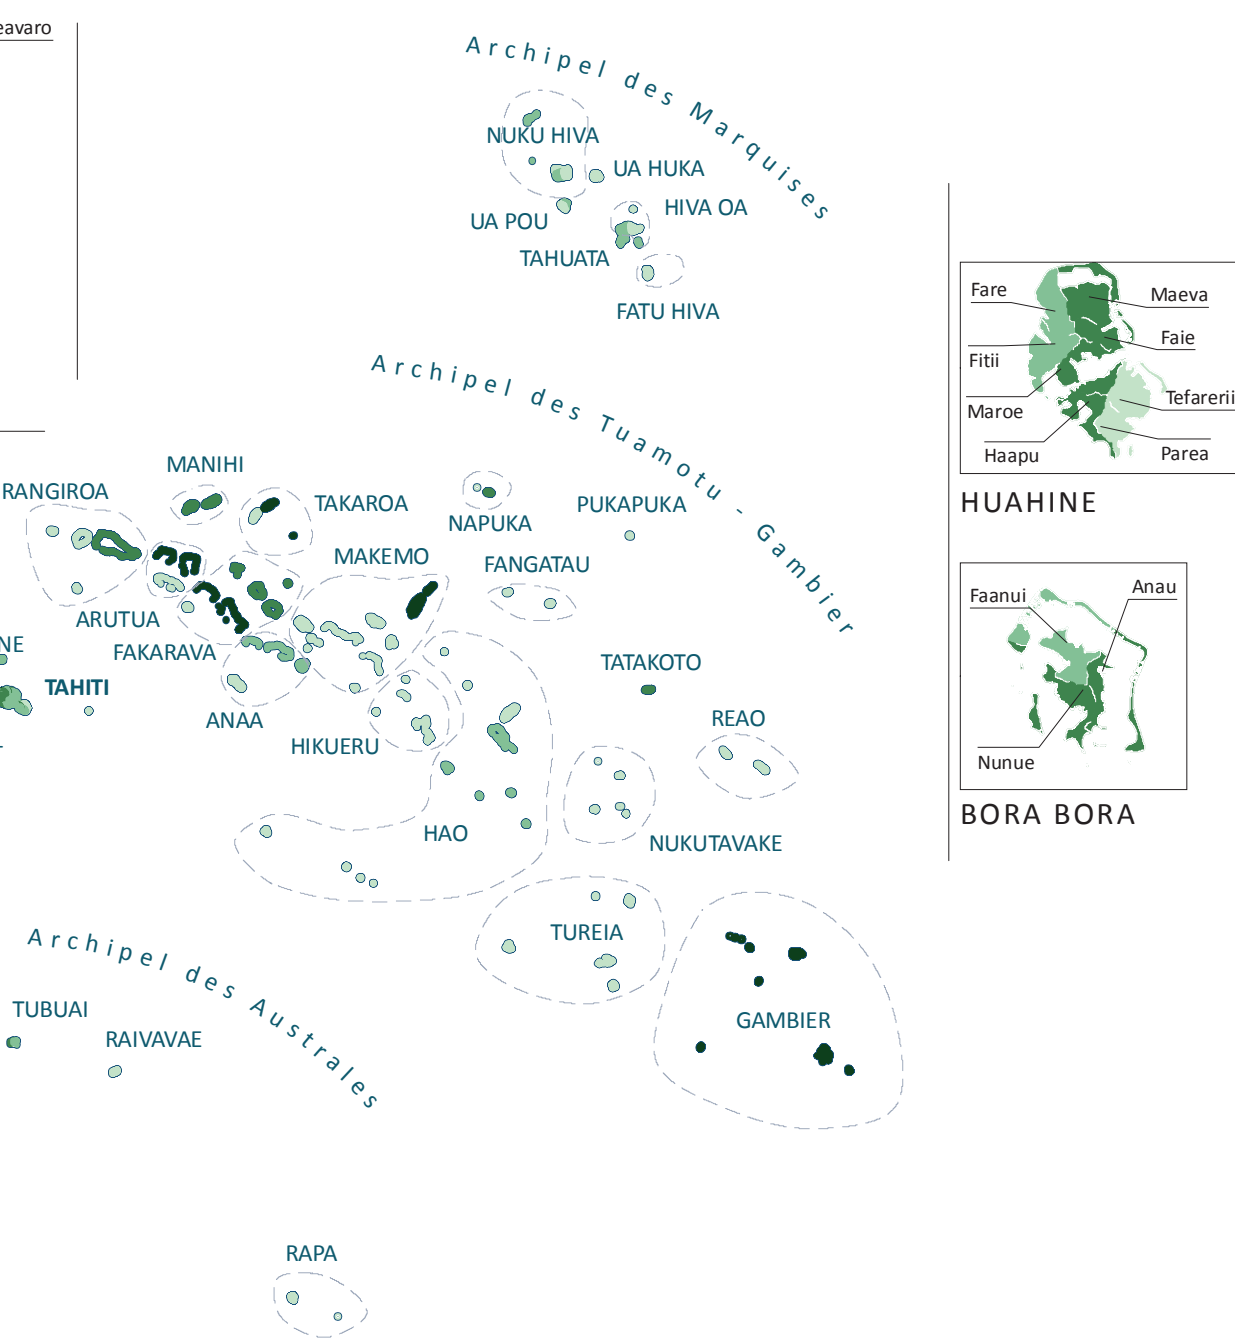 Archipel des Marquises
NUKU HIVA
UA HUKA
HIVA OA
UA POU
TAHUATA
FATU HIVA
Archipel des Tuamotu - Gambier
MANIHI
RANGIROA
TAKAROA
NAPUKA
PUKAPUKA
MAKEMO
FANGATAU
ARUTUA
FAKARAVA
TATAKOTO
TAHITI
ANAA
HIKUERU
REAO
HAO
NUKUTAVAKE
TUREIA
GAMBIER
Archipel des Australes
TUBUAI
RAIVAVAE
RAPA
Fare
Maeva
Faie
Fitii
Tefarerii
Maroe
Haapu
Parea
HUAHINE
Faanui
Anau
Nunue
BORA BORA